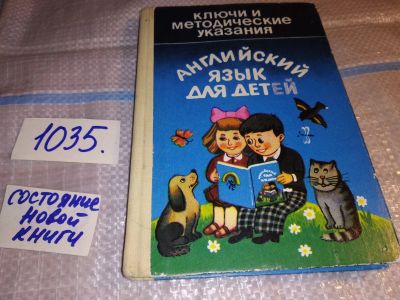 КЛЮЧИ И
МЕТОДИЧЕСКИЕ
УКАЗАНИЯ
АНГЛИЙСКИЙ
ЯЗЫК
ДЛЯ ДЕТЕЙ
1035.
СОСТОЯНИЕ
НОВОЙ
КНИГИ